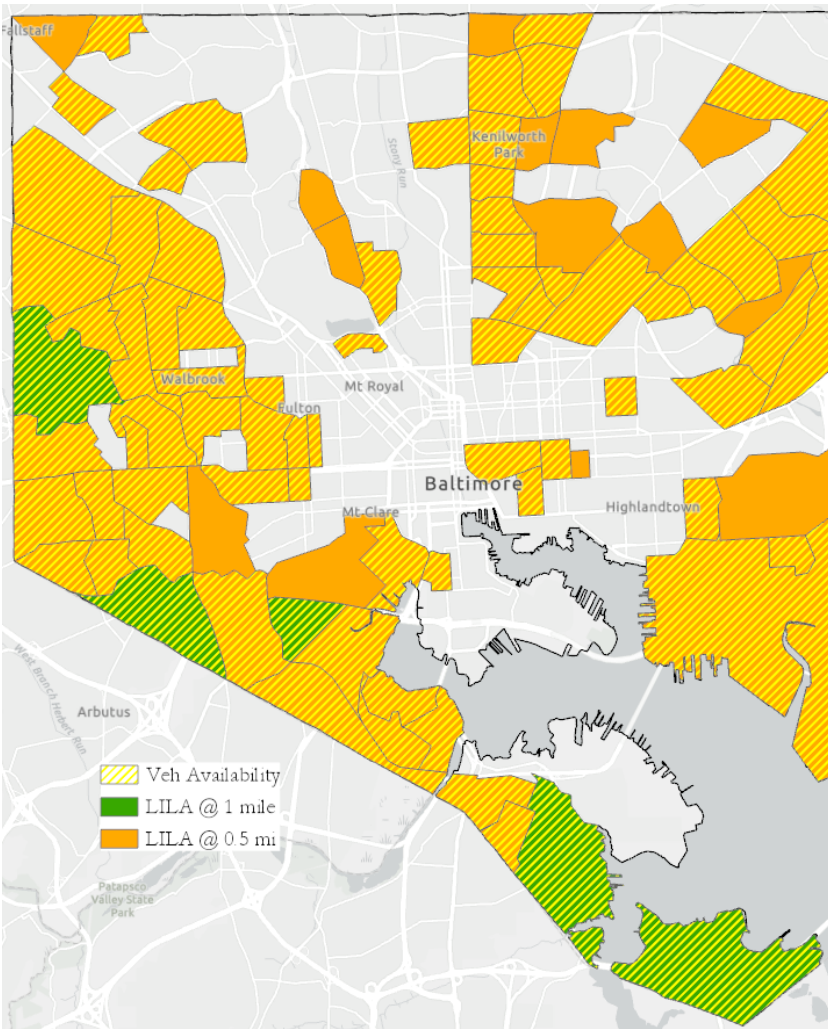 Fallstaff
Stony Run
Kenilworth
Park
Walbrook
Mt Royal
Fulton
Baltimore
Highlandtown
Mt Clare
West Branch Herbert Run
Arbutus
Veh Availability
LILA @ 1 mile
LILA @ 0.5 mi
Patapsco
Valley State
Park